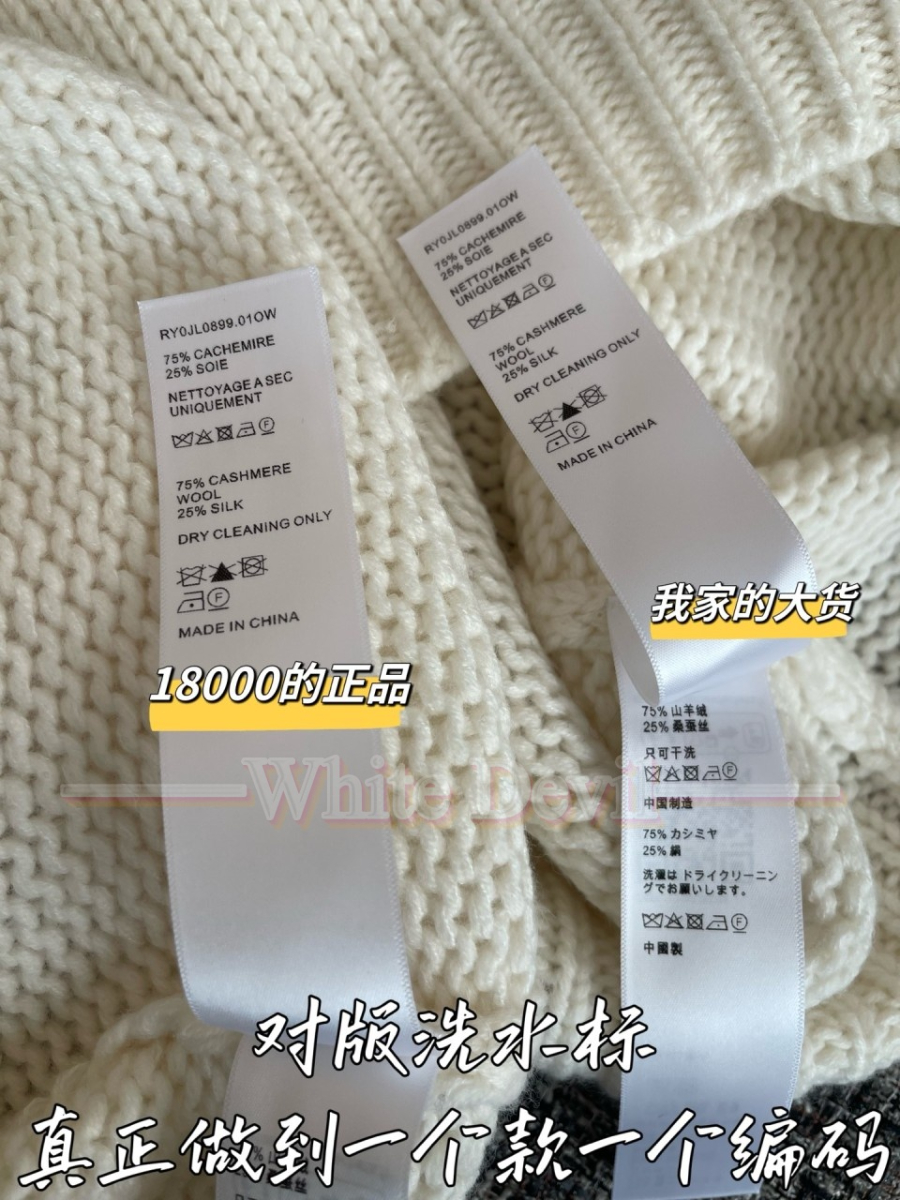 RY0JL0899.01OW
75% CACHEMIRE
25% SOIE
NETTOYAGE A SEC
UNIQUEMENT
75% CASHMERE
WOOL
25% SILK
DRY CLEANING ONLY
MADE IN CHINA
18000的正品
RY0JL0899.01OW
75% CACHEMIRE
25% SOIE
NETTOYAGE A SEC
UNIQUEMENT
75% CASHMERE
WOOL
25% SILK
DRY CLEANING ONLY
MADE IN CHINA
我家的大货
75% 山羊绒
25% 桑蚕丝
只可干洗
中国制造
75% カシミヤ
25% 絹
洗濯は ドライクリーニン
グでお願いします。
中國製
White Devil
对版洗水标
真正做到一个款一个编码